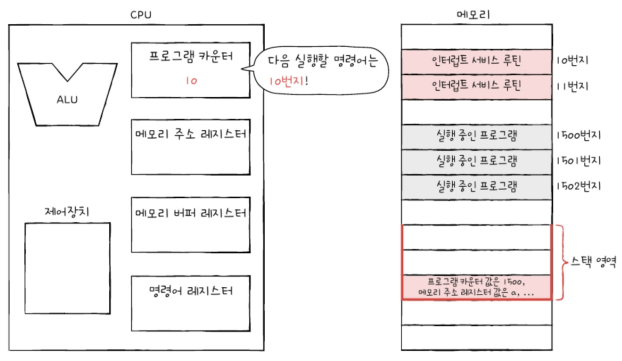 CPU
메모리
프로그램 카운터
10
다음 실행할 명령어는
10번지!
ALU
메모리 주소 레지스터
제어장치
메모리 버퍼 레지스터
명령어 레지스터
인터럽트 서비스 루틴
10번지
인터럽트 서비스 루틴
11번지
실행 중인 프로그램
1500번지
실행 중인 프로그램
1501번지
실행 중인 프로그램
1502번지
스택 영역
프로그램 카운터 값은 1500,
메모리 주소 레지스터 값은 a, ...